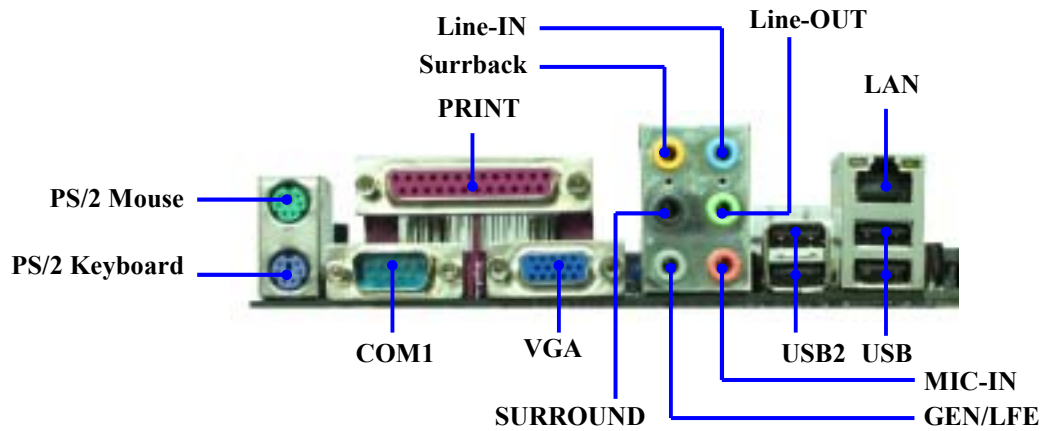 Line-IN
Line-OUT
Surrback
LAN
PRINT
PS/2 Mouse
PS/2 Keyboard
COM1
VGA
USB2
USB
MIC-IN
SURROUND
GEN/LFE